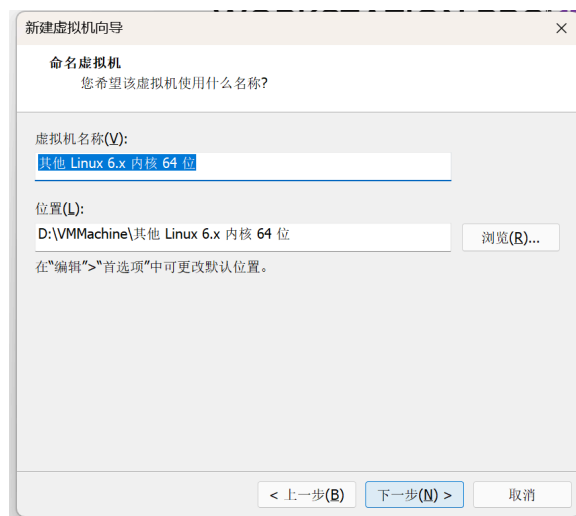 新建虚拟机向导
命名虚拟机
您希望该虚拟机使用什么名称?
虚拟机名称(V):
其他 Linux 6.x 内核 64 位
位置(L):
D:\VMMachine\其他 Linux 6.x 内核 64 位
浏览(R)...
在“编辑”>“首选项”中可更改默认位置。
< 上一步(B)
下一步(N) >
取消